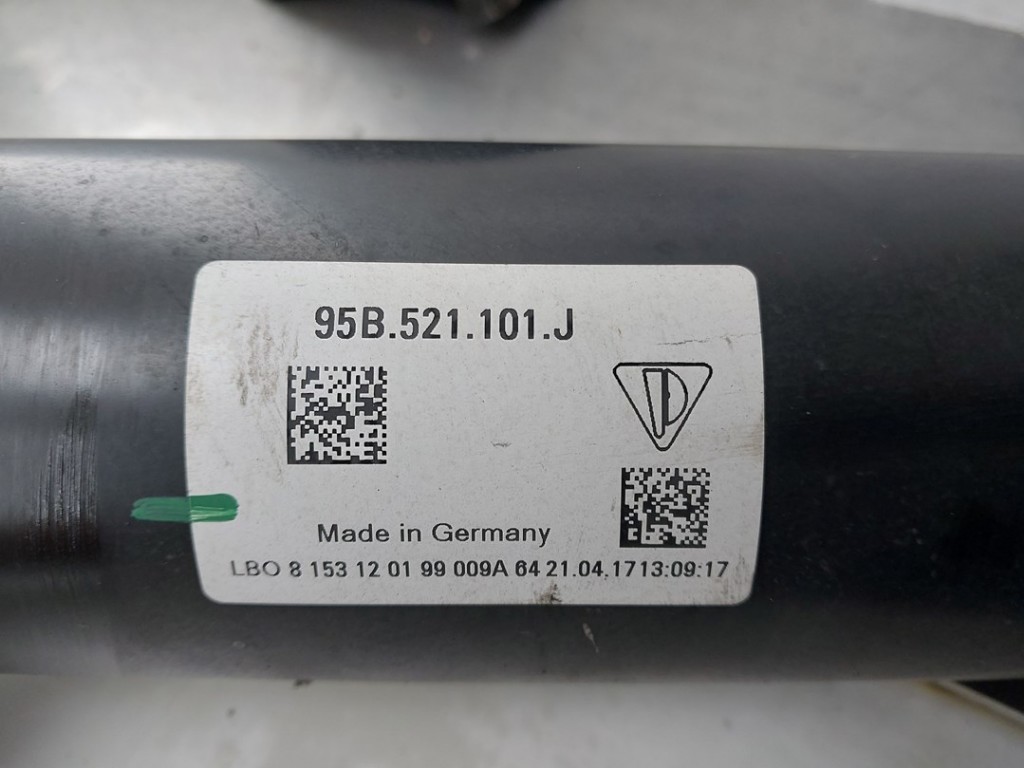 95B.521.101.J
Made in Germany
LBO 8 153 12 01 99 009A 64 21.04.1713:09:17